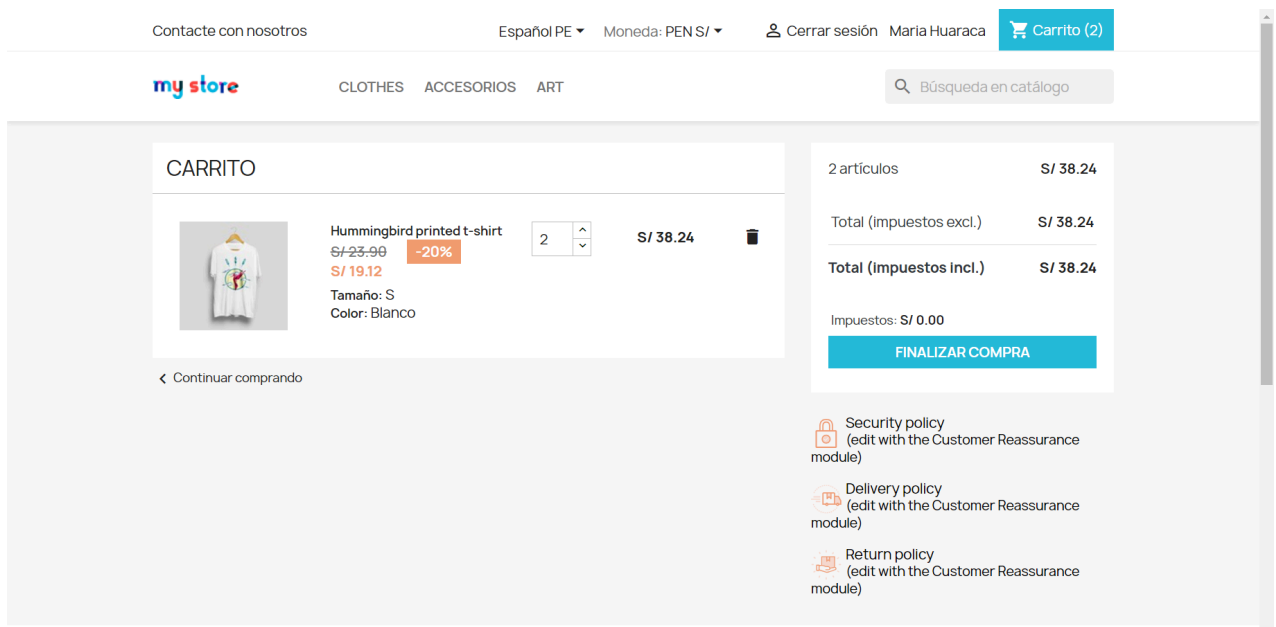 Contacte con nosotros
Español PE
Moneda: PEN S/
Cerrar sesión
Maria Huaraca
Carrito (2)
my store
CLOTHES
ACCESORIOS
ART
Búsqueda en catálogo
CARRITO
Hummingbird printed t-shirt
S/ 23.90
-20%
S/ 19.12
Tamaño: S
Color: Blanco
2
S/ 38.24
Continuar comprando
2 artículos
S/ 38.24
Total (impuestos excl.)
S/ 38.24
Total (impuestos incl.)
S/ 38.24
Impuestos: S/ 0.00
FINALIZAR COMPRA
Security policy
(edit with the Customer Reassurance
module)
Delivery policy
(edit with the Customer Reassurance
module)
Return policy
(edit with the Customer Reassurance
module)